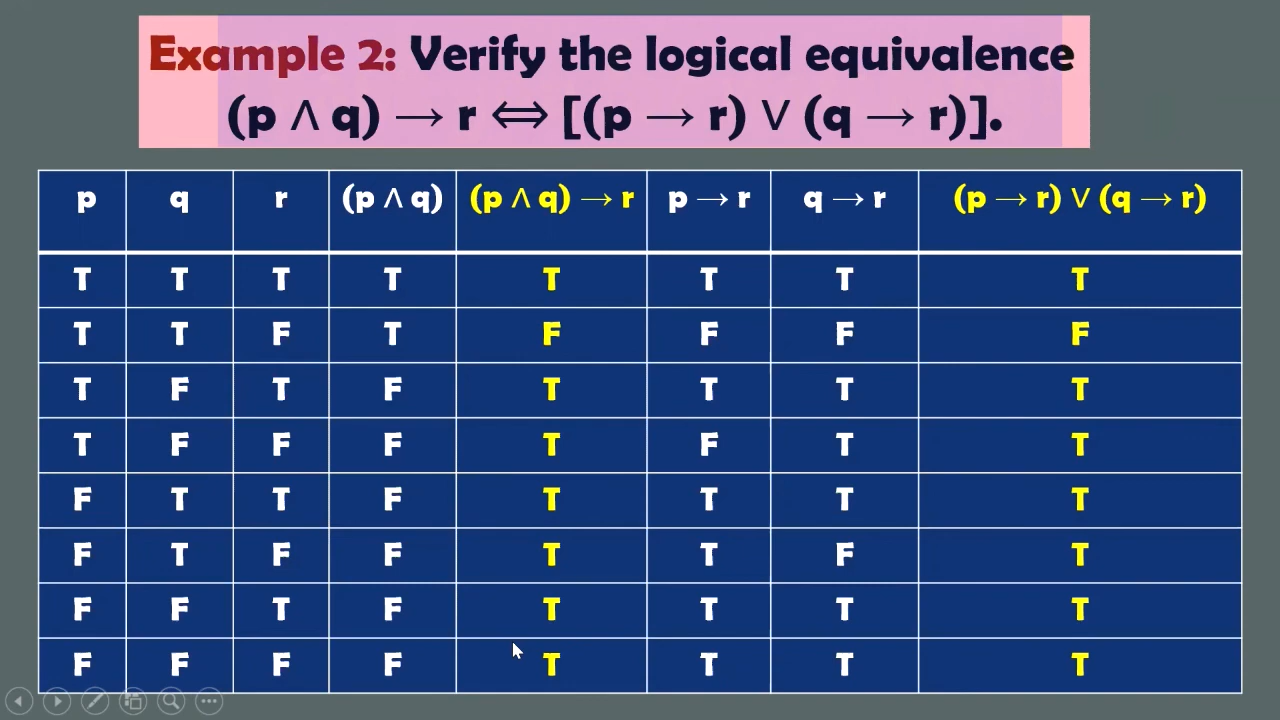 Example 2: Verify the logical equivalence
(p ∧ q) → r ⟺ [(p → r) ∨ (q → r)].
p q r (p ∧ q) (p ∧ q) → r p → r q → r (p → r) ∨ (q → r)
T T T T T T T T
T T F T F F F F
T F T F T T T T
T F F F T F T T
F T T F T T T T
F T F F T T F T
F F T F T T T T
F F F F T T T T